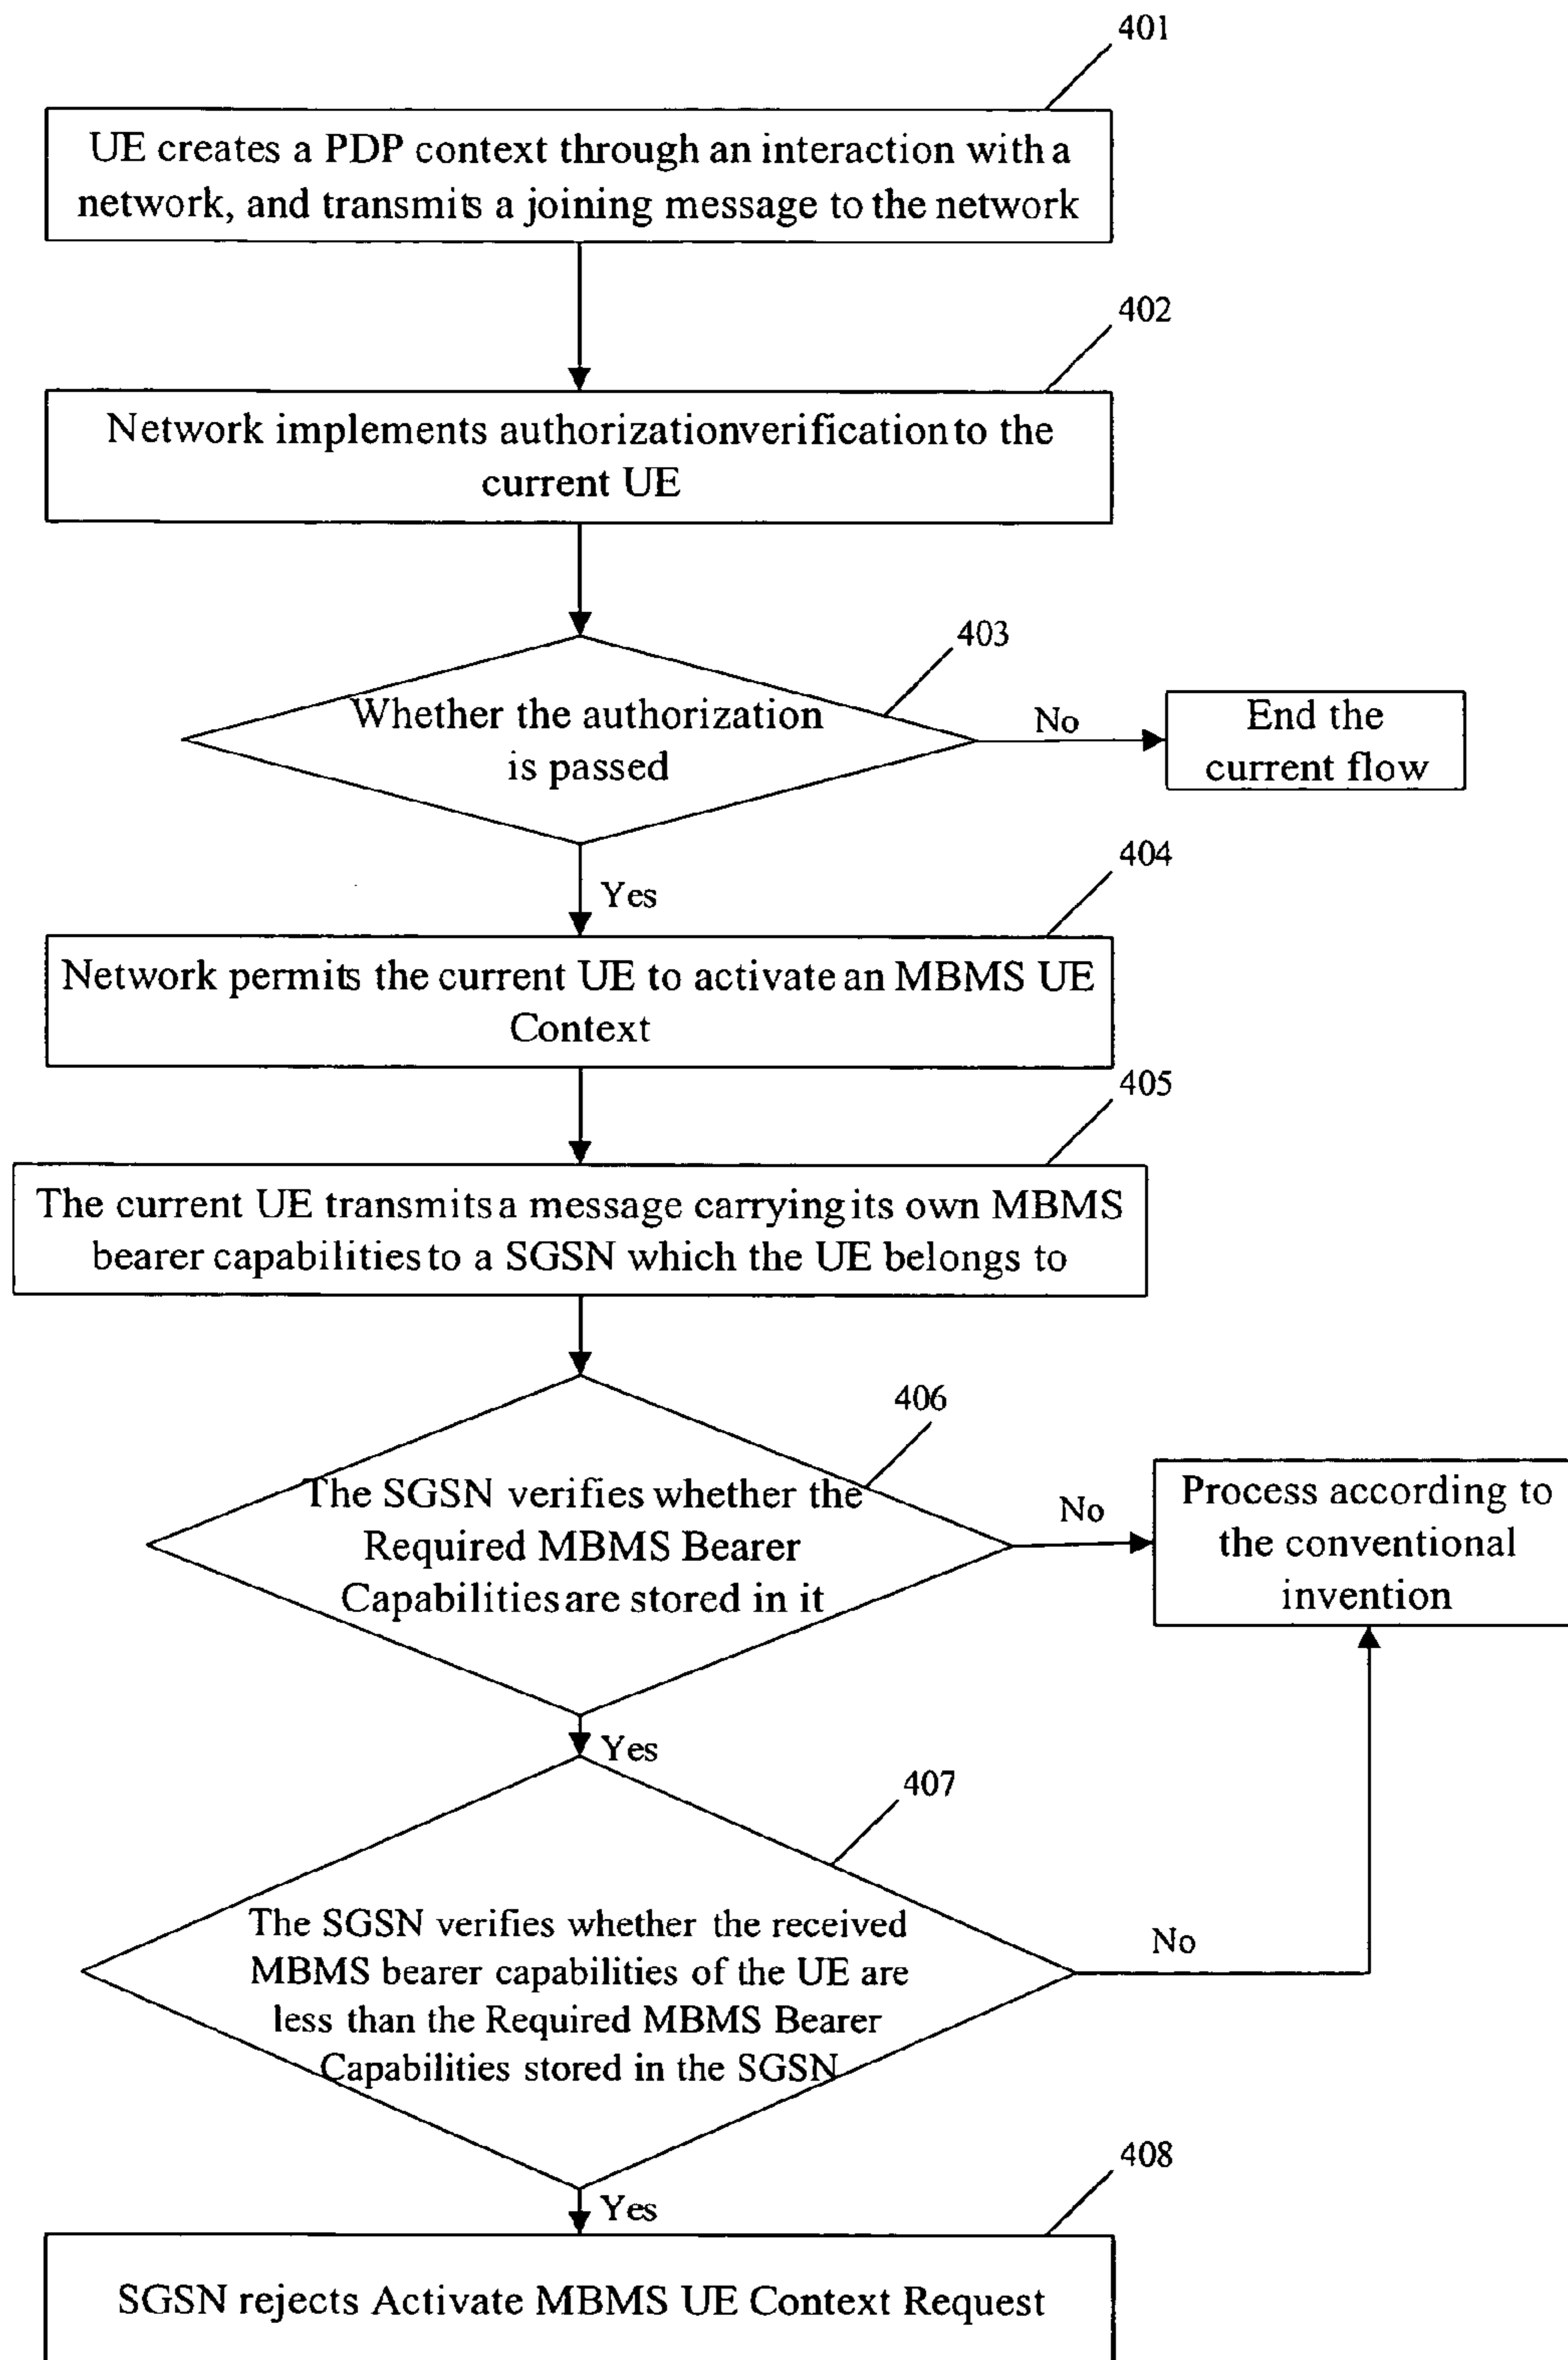 401
UE creates a PDP context through an interaction with a
network, and transmits a joining message to the network
402
Network implements authorizationverification to the
current UE
403
Whether the authorization
is passed
No
End the
current flow
Yes
404
Network permits the current UE to activate an MBMS UE
Context
405
The current UE transmits a message carrying its own MBMS
bearer capabilities to a SGSN which the UE belongs to
406
The SGSN verifies whether the
Required MBMS Bearer
Capabilities are stored in it
No
Process according to
the conventional
invention
Yes
407
The SGSN verifies whether the received
MBMS bearer capabilities of the UE are
less than the Required MBMS Bearer
Capabilities stored in the SGSN
No
Yes
408
SGSN rejects Activate MBMS UE Context Request